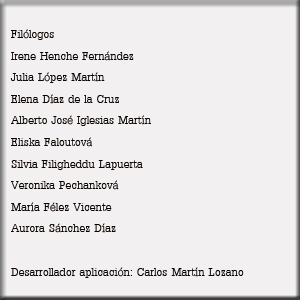 Filólogos
Irene Henche Fernández
Julia López Martín
Elena Díaz de la Cruz
Alberto José Iglesias Martín
Eliska Faloutová
Silvia Filigheddu Lapuerta
Veronika Pechanková
María Félez Vicente
Aurora Sánchez Díaz
Desarrollador aplicación: Carlos Martín Lozano